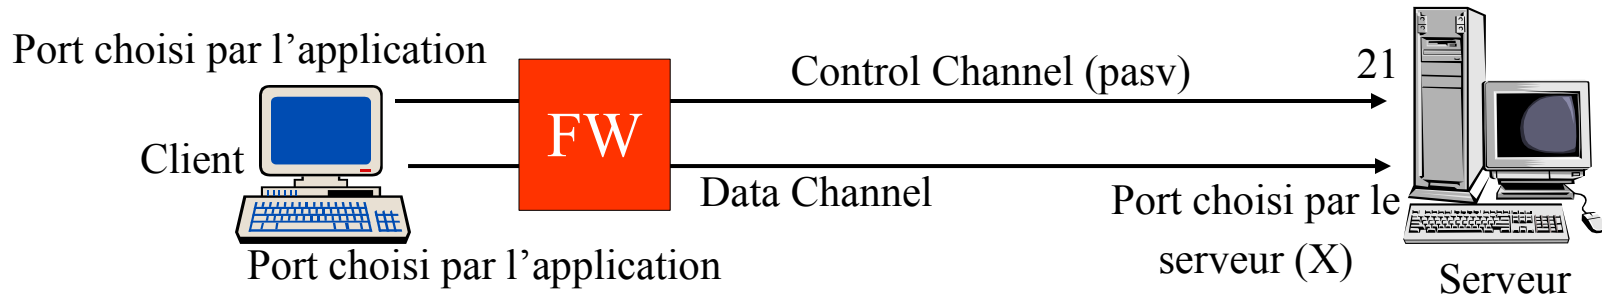 Port choisi par l’application
Control Channel (pasv)
21
Client
FW
Data Channel
Port choisi par le
serveur (X)
Port choisi par l’application
Serveur